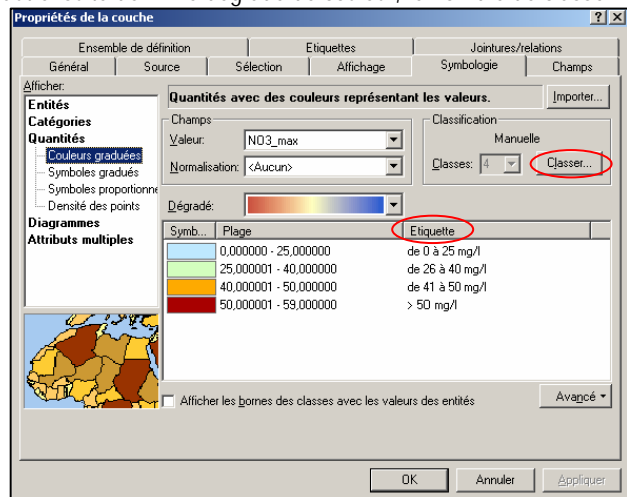 Propriétés de la couche
Ensemble de définition
Etiquettes
Jointures/relations
Général
Source
Sélection
Affichage
Symbologie
Champs
Afficher:
Entités
Catégories
Quantités
Couleurs graduées
Symboles gradués
Symboles proportionne
Densité des points
Diagrammes
Attributs multiples
Quantités avec des couleurs représentant les valeurs.
Importer...
Champs
Valeur: NO3_max
Normalisation: <Aucun>
Classification
Manuelle
Classes: 4
Classer...
Dégradé:
Symb... Plage Etiquette
0,000000 - 25,000000 de 0 à 25 mg/l
25,000001 - 40,000000 de 26 à 40 mg/l
40,000001 - 50,000000 de 41 à 50 mg/l
50,000001 - 59,000000 > 50 mg/l
Afficher les bornes des classes avec les valeurs des entités
Avancé
OK
Annuler
Appliquer